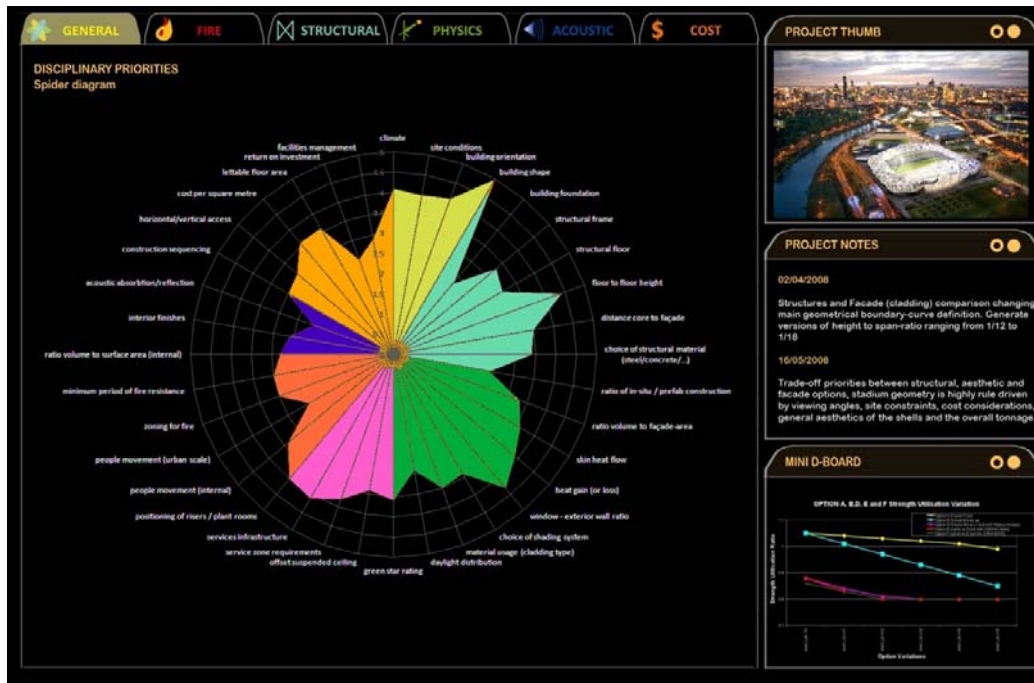 GENERAL
FIRE
STRUCTURAL
PHYSICS
ACOUSTIC
$ COST
DISCIPLINARY PRIORITIES
Spider diagram
climate
site conditions
building orientation
building shape
building foundation
structural frame
structural floor
floor to floor height
distance core to façade
choice of structural material
(steel/concrete/...)
ratio of in-situ / prefab construction
ratio volume to façade-area
skin heat flow
heat gain (or loss)
window - exterior wall ratio
choice of shading system
material usage (cladding type)
daylight distribution
green star rating
offset suspended ceiling
service zone requirements
services infrastructure
positioning of risers / plant rooms
people movement (internal)
people movement (urban scale)
zoning for fire
minimum period of fire resistance
ratio volume to surface area (internal)
interior finishes
acoustic absorbtion/reflection
construction sequencing
horizontal/vertical access
cost per square metre
lettable floor area
return on investment
facilities management
PROJECT THUMB
PROJECT NOTES
02/04/2008
Structures and Facade (cladding) comparison changing
main geometrical boundary-curve definition. Generate
versions of height to span-ratio ranging from 1/12 to
1/18
16/05/2008
Trade-off priorities between structural, aesthetic and
facade options, stadium geometry is highly rule driven
by viewing angles, site constraints, cost considerations,
general aesthetics of the shells and the overall tonnage.
MINI D-BOARD
OPTION A, B.D, E and F Strength Utilisation Variation
Strength Utilisation Ratio
Option Variations